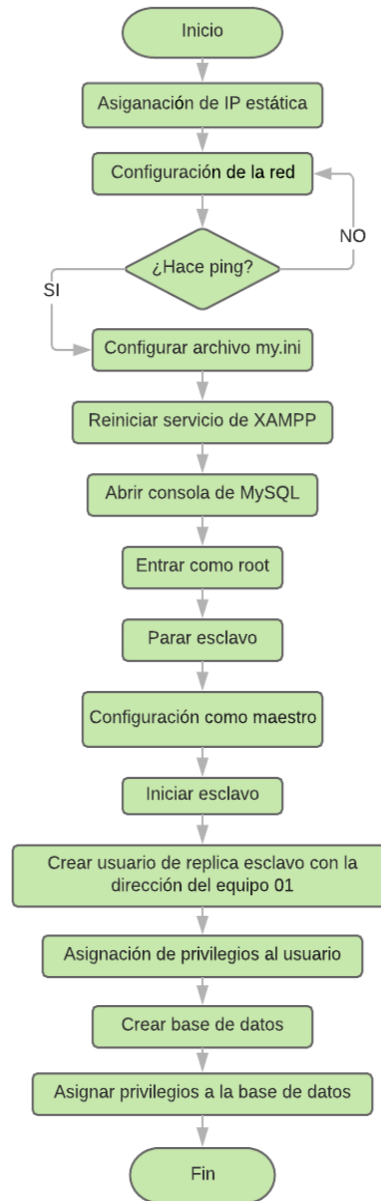 Inicio
Asiganación de IP estática
Configuración de la red
NO
¿Hace ping?
SI
Configurar archivo my.ini
Reiniciar servicio de XAMPP
Abrir consola de MySQL
Entrar como root
Parar esclavo
Configuración como maestro
Iniciar esclavo
Crear usuario de replica esclavo con la
dirección del equipo 01
Asignación de privilegios al usuario
Crear base de datos
Asignar privilegios a la base de datos
Fin